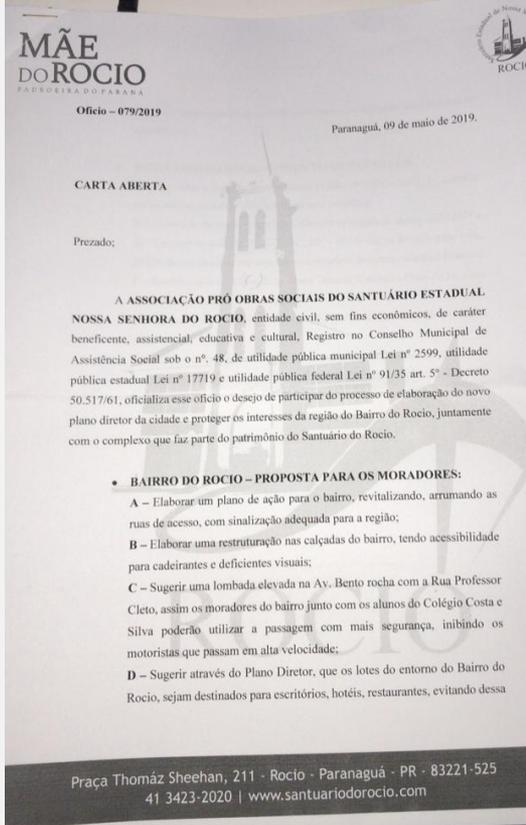 MÃE
DO ROCIO
PADROEIRA DO PARANÁ
ROCIO
Oficio – 079/2019
Paranaguá, 09 de maio de 2019.
CARTA ABERTA
Prezado;
A ASSOCIAÇÃO PRÓ OBRAS SOCIAIS DO SANTUÁRIO ESTADUAL
NOSSA SENHORA DO ROCIO, entidade civil, sem fins econômicos, de caráter
beneficente, assistencial, educativa e cultural, Registro no Conselho Municipal de
Assistência Social sob o nº. 48, de utilidade pública municipal Lei nº 2599, utilidade
pública estadual Lei nº 17719 e utilidade pública federal Lei nº 91/35 art. 5º - Decreto
50.517/61, oficializa esse oficio o desejo de participar do processo de elaboração do novo
plano diretor da cidade e proteger os interesses da região do Bairro do Rocio, juntamente
com o complexo que faz parte do patrimônio do Santuário do Rocio.
• BAIRRO DO ROCIO – PROPOSTA PARA OS MORADORES:
A – Elaborar um plano de ação para o bairro, revitalizando, arrumando as
ruas de acesso, com sinalização adequada para a região;
B – Elaborar uma restruturação nas calçadas do bairro, tendo acessibilidade
para cadeirantes e deficientes visuais;
C – Sugerir uma lombada elevada na Av. Bento rocha com a Rua Professor
Cleto, assim os moradores do bairro junto com os alunos do Colégio Costa e
Silva poderão utilizar a passagem com mais segurança, inibindo os
motoristas que passam em alta velocidade;
D – Sugerir através do Plano Diretor, que os lotes do entorno do Bairro do
Rocio, sejam destinados para escritórios, hotéis, restaurantes, evitando dessa
ROCIO
Praça Thomáz Sheehan, 211 - Rocio - Paranaguá - PR - 83221-525
41 3423-2020 | www.santuariodorocio.com